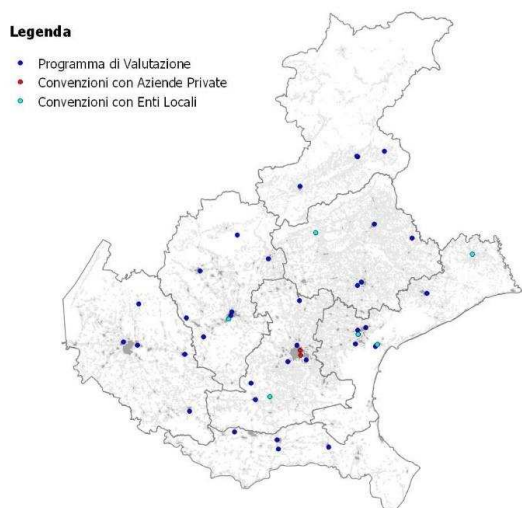 Legenda
Programma di Valutazione
Convenzioni con Aziende Private
Convenzioni con Enti Locali